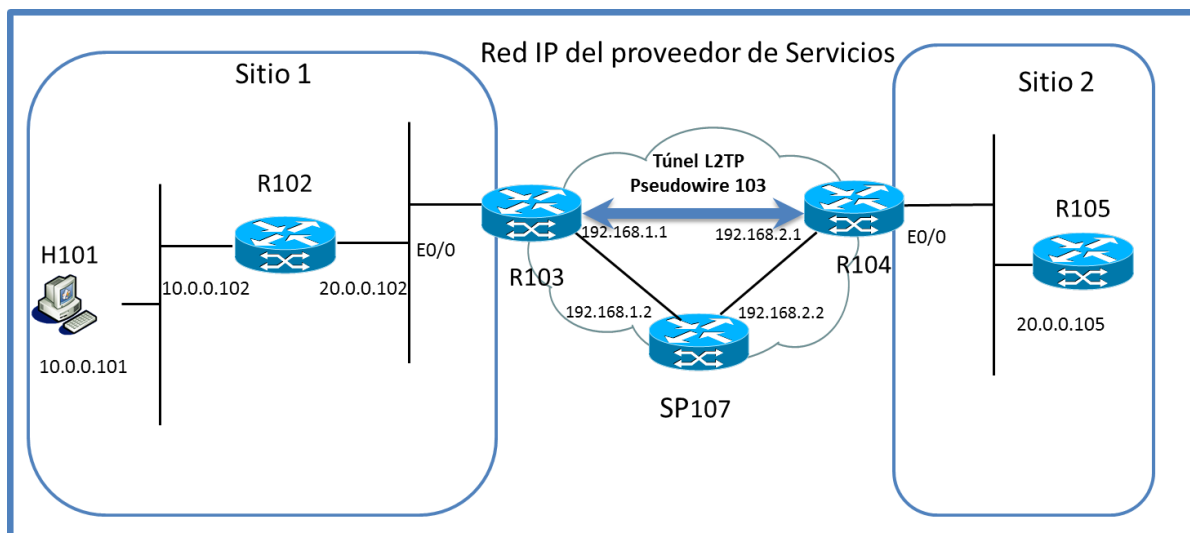 Red IP del proveedor de Servicios
Sitio 1
Sitio 2
Túnel L2TP
Pseudowire 103
R102
R105
H101
E0/0
192.168.1.1
192.168.2.1
E0/0
R103
R104
10.0.0.102
20.0.0.102
192.168.1.2
192.168.2.2
20.0.0.105
10.0.0.101
SP107